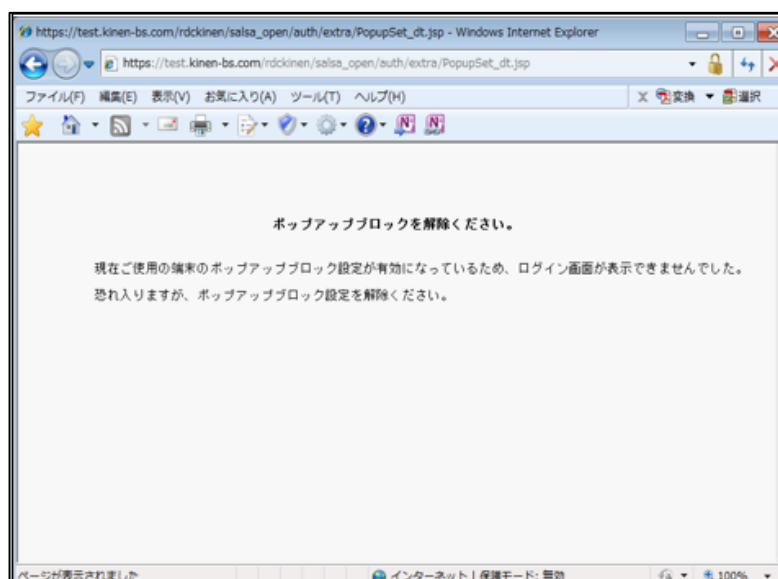 https://test.kinen-bs.com/rdckinen/salsa_open/auth/extra/PopupSet_dt.jsp - Windows Internet Explorer
https://test.kinen-bs.com/rdckinen/salsa_open/auth/extra/PopupSet_dt.jsp
ファイル(F) 編集(E) 表示(V) お気に入り(A) ツール(T) ヘルプ(H) X 変換 選択
ポップアップブロックを解除ください。
現在ご使用の端末のポップアップブロック設定が有効になっているため、ログイン画面が表示できませんでした。
恐れ入りますが、ポップアップブロック設定を解除ください。
ページが表示されました インターネット | 保護モード: 無効 100%